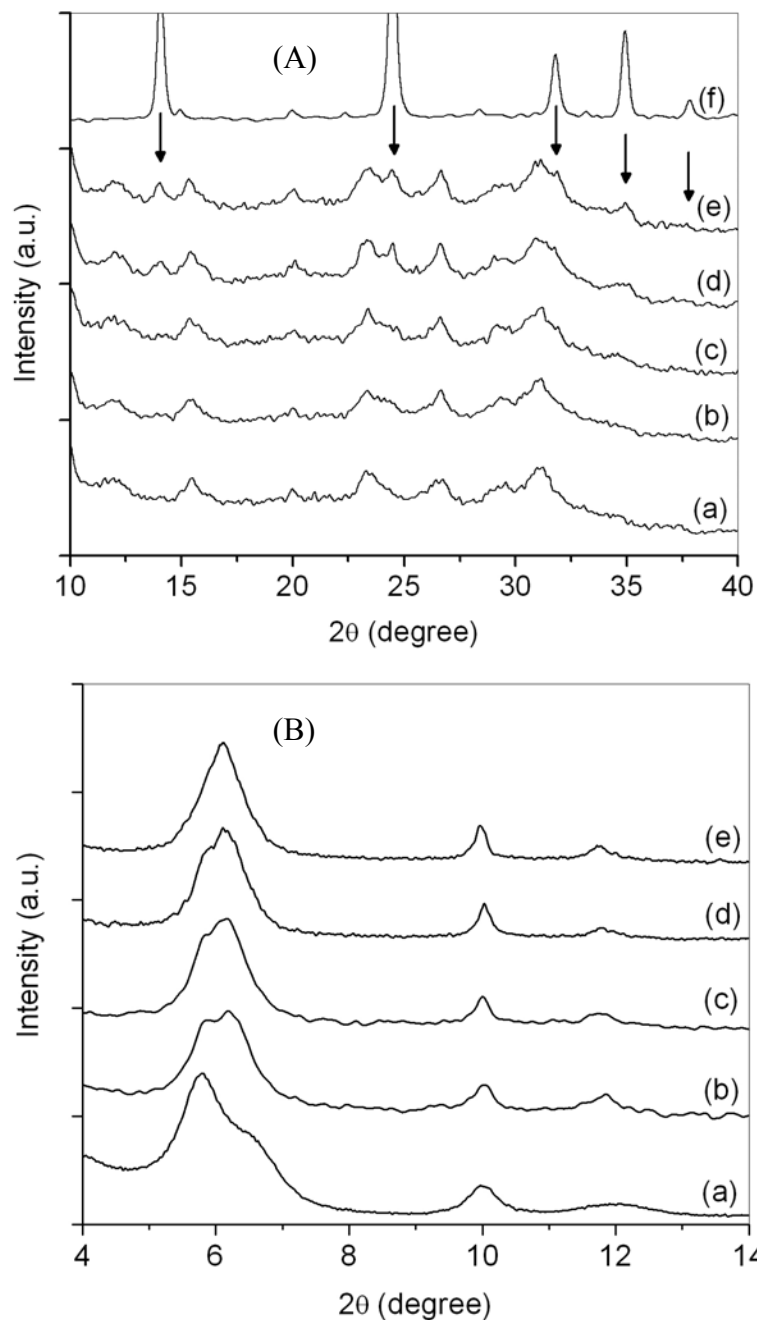 (A)
(f)
(e)
(d)
(c)
(b)
(a)
Intensity (a.u.)
10 15 20 25 30 35 40
2θ (degree)
(B)
(e)
(d)
(c)
(b)
(a)
Intensity (a.u.)
4 6 8 10 12 14
2θ (degree)